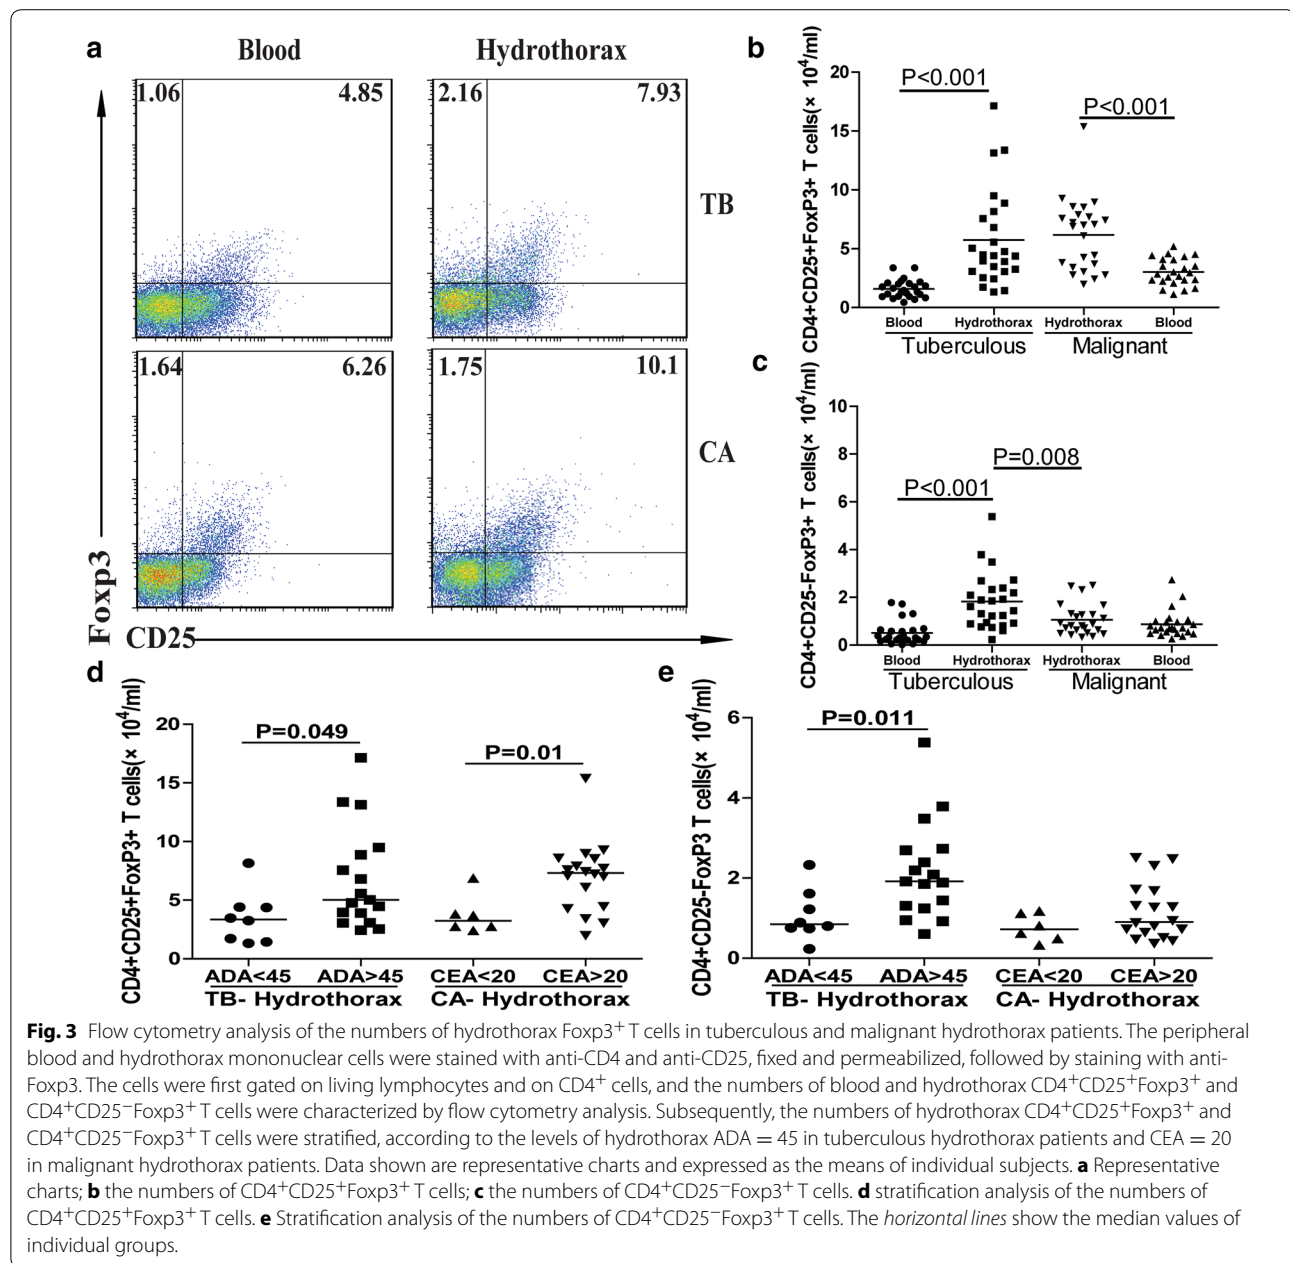 a
Blood
Hydrothorax
1.06
4.85
2.16
7.93
TB
1.64
6.26
1.75
10.1
CA
Foxp3
CD25
b
CD4+CD25+FoxP3+ T cells(× 10⁴/ml)
20
15
10
5
0
P<0.001
P<0.001
Blood
Hydrothorax
Hydrothorax
Blood
Tuberculous
Malignant
c
CD4+CD25-FoxP3+ T cells(× 10⁴/ml)
10
8
6
4
2
0
P<0.001
P=0.008
Blood
Hydrothorax
Hydrothorax
Blood
Tuberculous
Malignant
d
CD4+CD25+FoxP3+ T cells(× 10⁴/ml)
20
15
10
5
0
P=0.049
P=0.01
ADA<45
ADA>45
CEA<20
CEA>20
TB- Hydrothorax
CA- Hydrothorax
e
CD4+CD25-FoxP3 T cells(× 10⁴/ml)
6
4
2
0
P=0.011
ADA<45
ADA>45
CEA<20
CEA>20
TB- Hydrothorax
CA- Hydrothorax
Fig. 3 Flow cytometry analysis of the numbers of hydrothorax Foxp3⁺ T cells in tuberculous and malignant hydrothorax patients. The peripheral
blood and hydrothorax mononuclear cells were stained with anti-CD4 and anti-CD25, fixed and permeabilized, followed by staining with anti-
Foxp3. The cells were first gated on living lymphocytes and on CD4⁺ cells, and the numbers of blood and hydrothorax CD4⁺CD25⁺Foxp3⁺ and
CD4⁺CD25⁻Foxp3⁺ T cells were characterized by flow cytometry analysis. Subsequently, the numbers of hydrothorax CD4⁺CD25⁺Foxp3⁺ and
CD4⁺CD25⁻Foxp3⁺ T cells were stratified, according to the levels of hydrothorax ADA = 45 in tuberculous hydrothorax patients and CEA = 20
in malignant hydrothorax patients. Data shown are representative charts and expressed as the means of individual subjects. a Representative
charts; b the numbers of CD4⁺CD25⁺Foxp3⁺ T cells; c the numbers of CD4⁺CD25⁻Foxp3⁺ T cells. d stratification analysis of the numbers of
CD4⁺CD25⁺Foxp3⁺ T cells. e Stratification analysis of the numbers of CD4⁺CD25⁻Foxp3⁺ T cells. The horizontal lines show the median values of
individual groups.